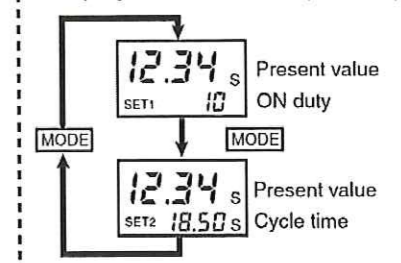 12.34 s Present value
SET1 10 ON duty
MODE MODE
12.34 s Present value
SET2 18.50 s Cycle time